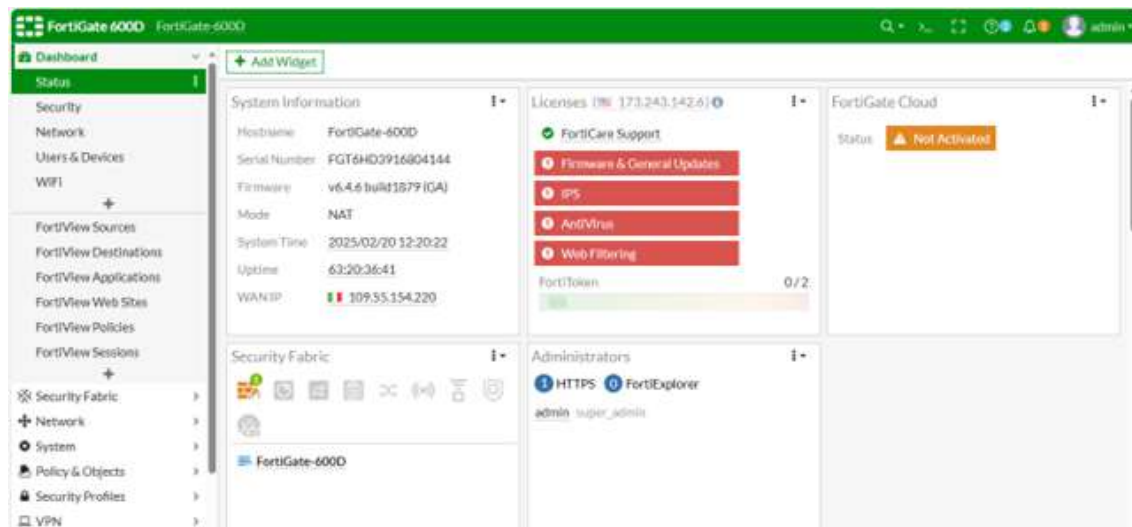 FortiGate 600D FortiGate-600D
admin
Dashboard
Status
Security
Network
Users & Devices
WiFi
FortiView Sources
FortiView Destinations
FortiView Applications
FortiView Web Sites
FortiView Policies
FortiView Sessions
Security Fabric
Network
System
Policy & Objects
Security Profiles
VPN
+ Add Widget
System Information
Hostname FortiGate-600D
Serial Number FGT6HD3916804144
Firmware v6.4.6 build1879 (GA)
Mode NAT
System Time 2025/02/20 12:20:22
Uptime 63:20:36:41
WAN IP 109.55.154.220
Licenses (173.243.142.6)
FortiCare Support
Firmware & General Updates
IPS
AntiVirus
Web Filtering
FortiToken 0/2
FortiGate Cloud
Status Not Activated
Security Fabric
FortiGate-600D
Administrators
1 HTTPS 0 FortiExplorer
admin super_admin